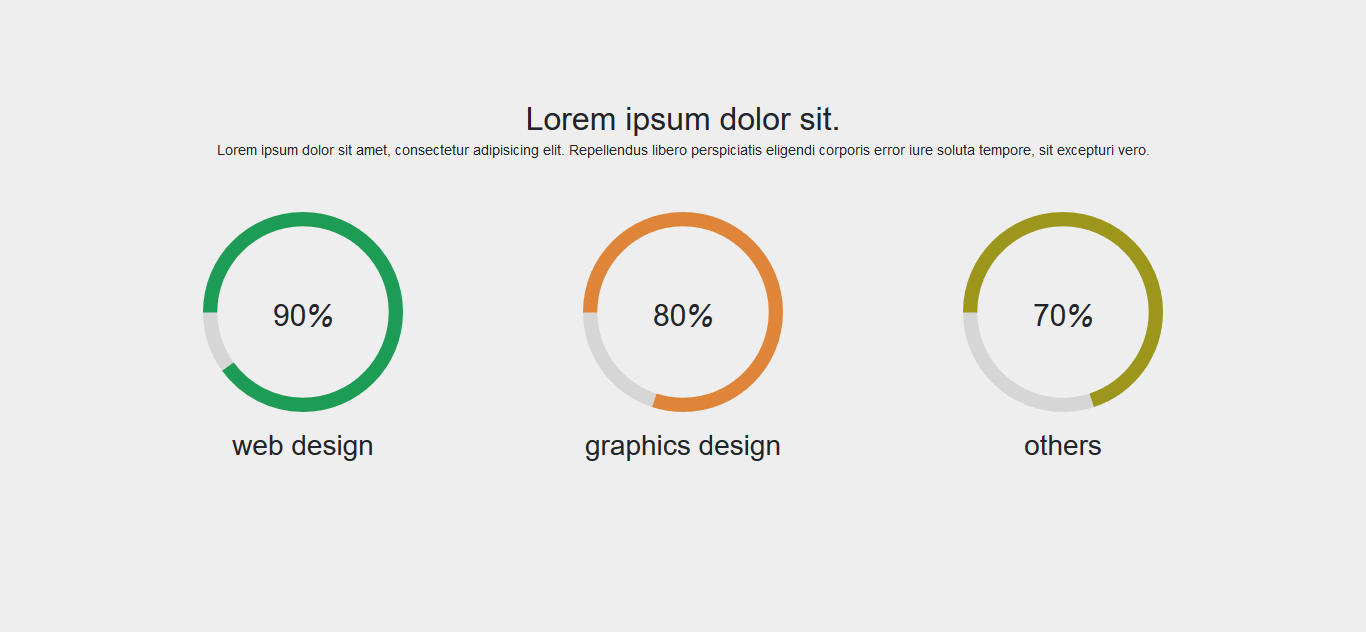 Lorem ipsum dolor sit.
Lorem ipsum dolor sit amet, consectetur adipisicing elit. Repellendus libero perspiciatis eligendi corporis error iure soluta tempore, sit excepturi vero.
90%
80%
70%
web design
graphics design
others